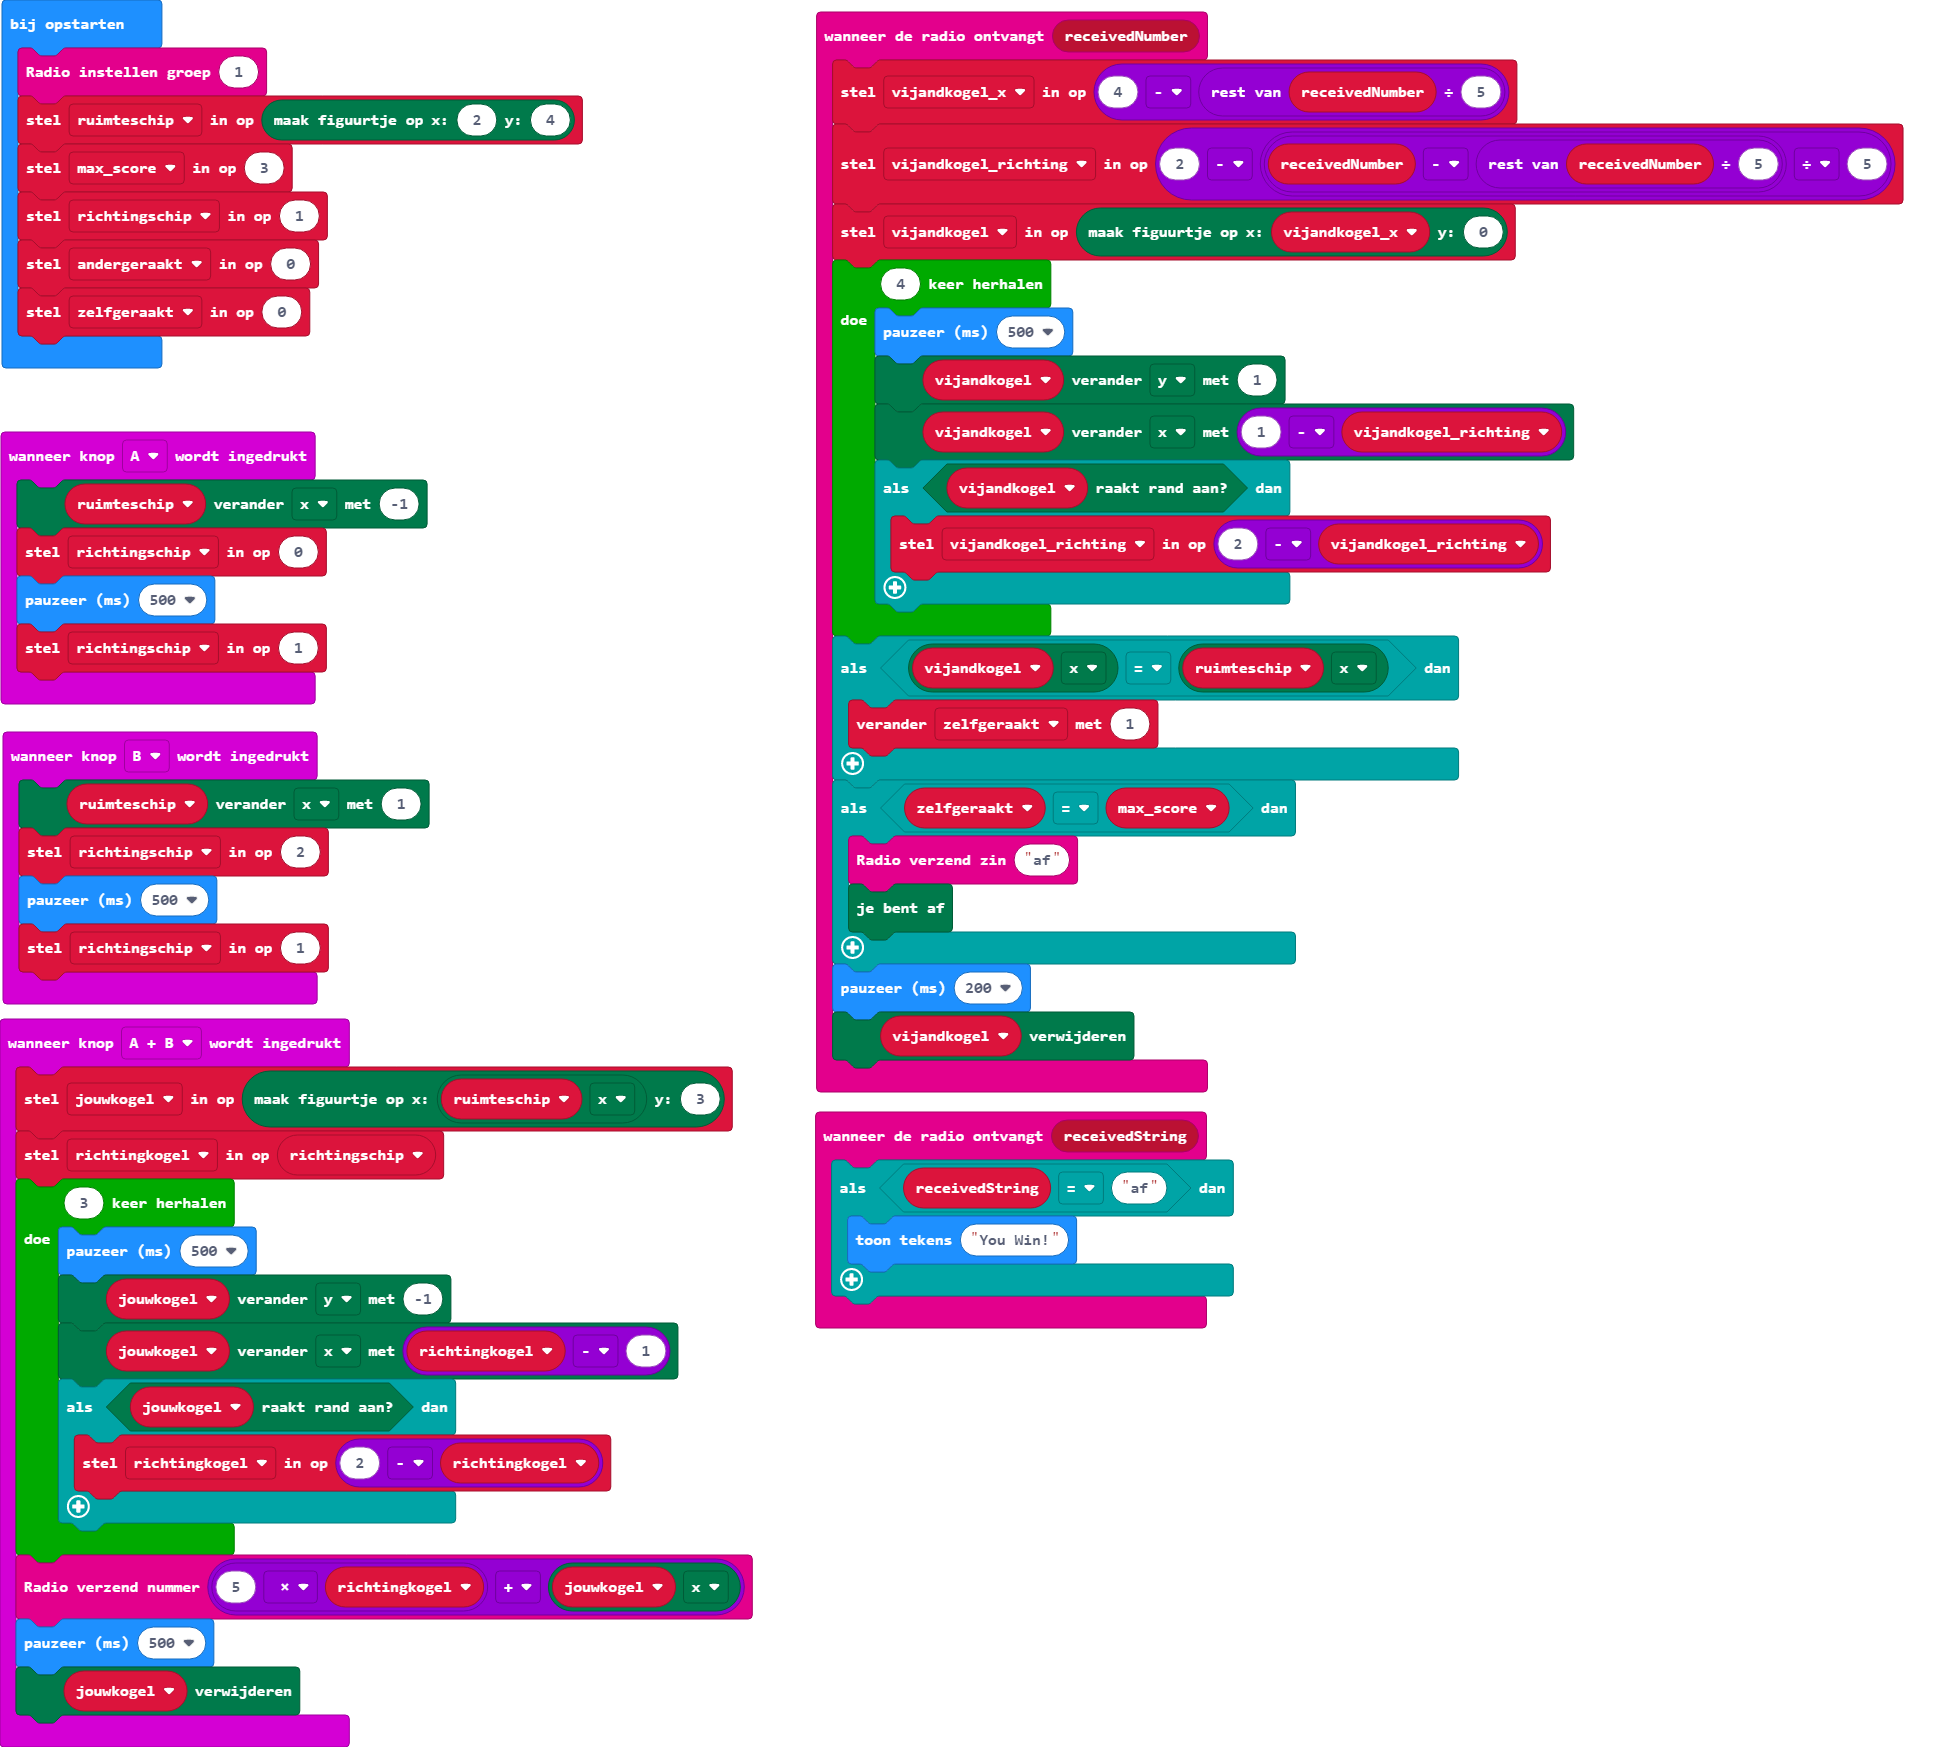 bij opstarten
Radio instellen groep 1
stel ruimteschip in op maak figuurtje op x: 2 y: 4
stel max_score in op 3
stel richtingschip in op 1
stel andergeraakt in op 0
stel zelfgeraakt in op 0
wanneer knop A wordt ingedrukt
ruimteschip verander x met -1
stel richtingschip in op 0
pauzeer (ms) 500
stel richtingschip in op 1
wanneer knop B wordt ingedrukt
ruimteschip verander x met 1
stel richtingschip in op 2
pauzeer (ms) 500
stel richtingschip in op 1
wanneer knop A + B wordt ingedrukt
stel jouwkogel in op maak figuurtje op x: ruimteschip x y: 3
stel richtingkogel in op richtingschip
3 keer herhalen
doe
pauzeer (ms) 500
jouwkogel verander y met -1
jouwkogel verander x met richtingkogel - 1
als jouwkogel raakt rand aan? dan
stel richtingkogel in op 2 - richtingkogel
Radio verzend nummer 5 × richtingkogel + jouwkogel x
pauzeer (ms) 500
jouwkogel verwijderen
wanneer de radio ontvangt receivedNumber
stel vijandkogel_x in op 4 - rest van receivedNumber ÷ 5
stel vijandkogel_richting in op 2 - receivedNumber - rest van receivedNumber ÷ 5 ÷ 5
stel vijandkogel in op maak figuurtje op x: vijandkogel_x y: 0
4 keer herhalen
doe
pauzeer (ms) 500
vijandkogel verander y met 1
vijandkogel verander x met 1 - vijandkogel_richting
als vijandkogel raakt rand aan? dan
stel vijandkogel_richting in op 2 - vijandkogel_richting
als vijandkogel x = ruimteschip x dan
verander zelfgeraakt met 1
als zelfgeraakt = max_score dan
Radio verzend zin "af"
je bent af
pauzeer (ms) 200
vijandkogel verwijderen
wanneer de radio ontvangt receivedString
als receivedString = "af" dan
toon tekens "You Win!"